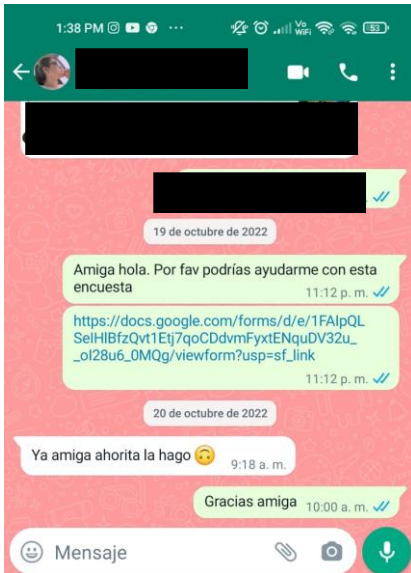 1:38 PM
Vo
WiFi
53
19 de octubre de 2022
Amiga hola. Por fav podrías ayudarme con esta
encuesta
11:12 p. m.
https://docs.google.com/forms/d/e/1FAIpQL
SelHlBfzQvt1Etj7qoCDdvmFyxtENquDV32u_
_oI28u6_0MQg/viewform?usp=sf_link
11:12 p. m.
20 de octubre de 2022
Ya amiga ahorita la hago 🙃
9:18 a. m.
Gracias amiga 10:00 a. m.
Mensaje